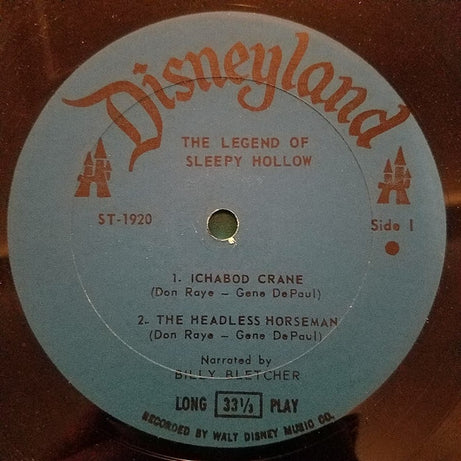 Disneyland
THE LEGEND OF
SLEEPY HOLLOW
ST-1920
Side 1
1. ICHABOD CRANE
(Don Raye – Gene DePaul)
2. THE HEADLESS HORSEMAN
(Don Raye – Gene DePaul)
Narrated by
BILLY BLETCHER
LONG 33⅓ PLAY
RECORDED BY WALT DISNEY MUSIC CO.